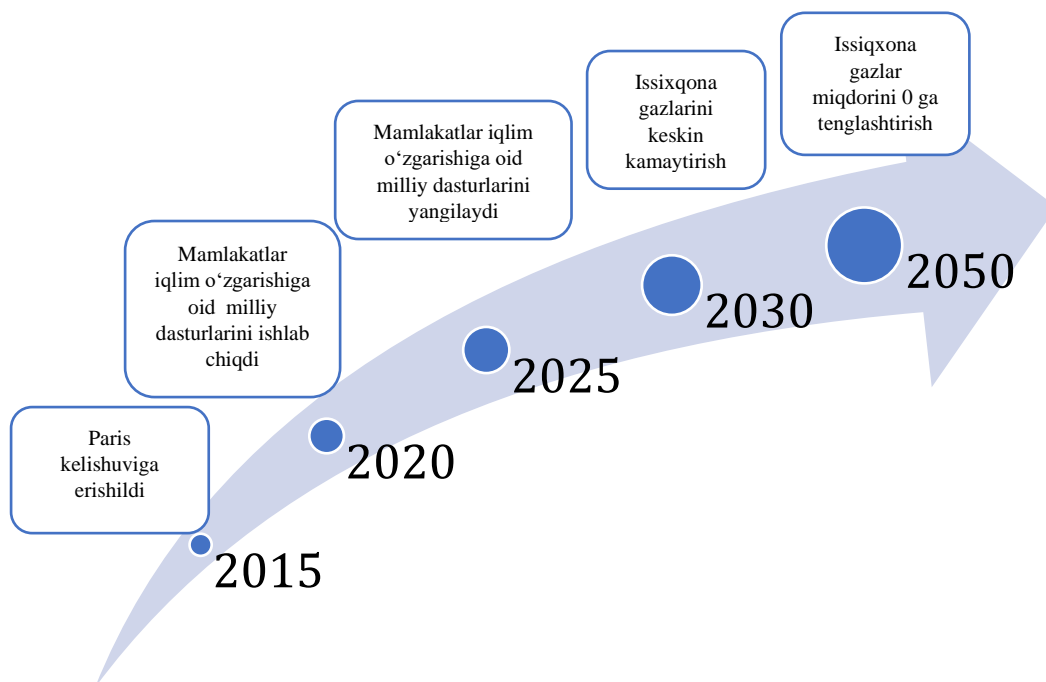 Paris
kelishuviga
erishildi
2015
Mamlakatlar
iqlim o‘zgarishiga
oid milliy
dasturlarini ishlab
chiqdi
2020
Mamlakatlar iqlim
o‘zgarishiga oid
milliy dasturlarini
yangilaydi
2025
Issixqona
gazlarini
keskin
kamaytirish
2030
Issiqxona
gazlar
miqdorini 0 ga
tenglashtirish
2050